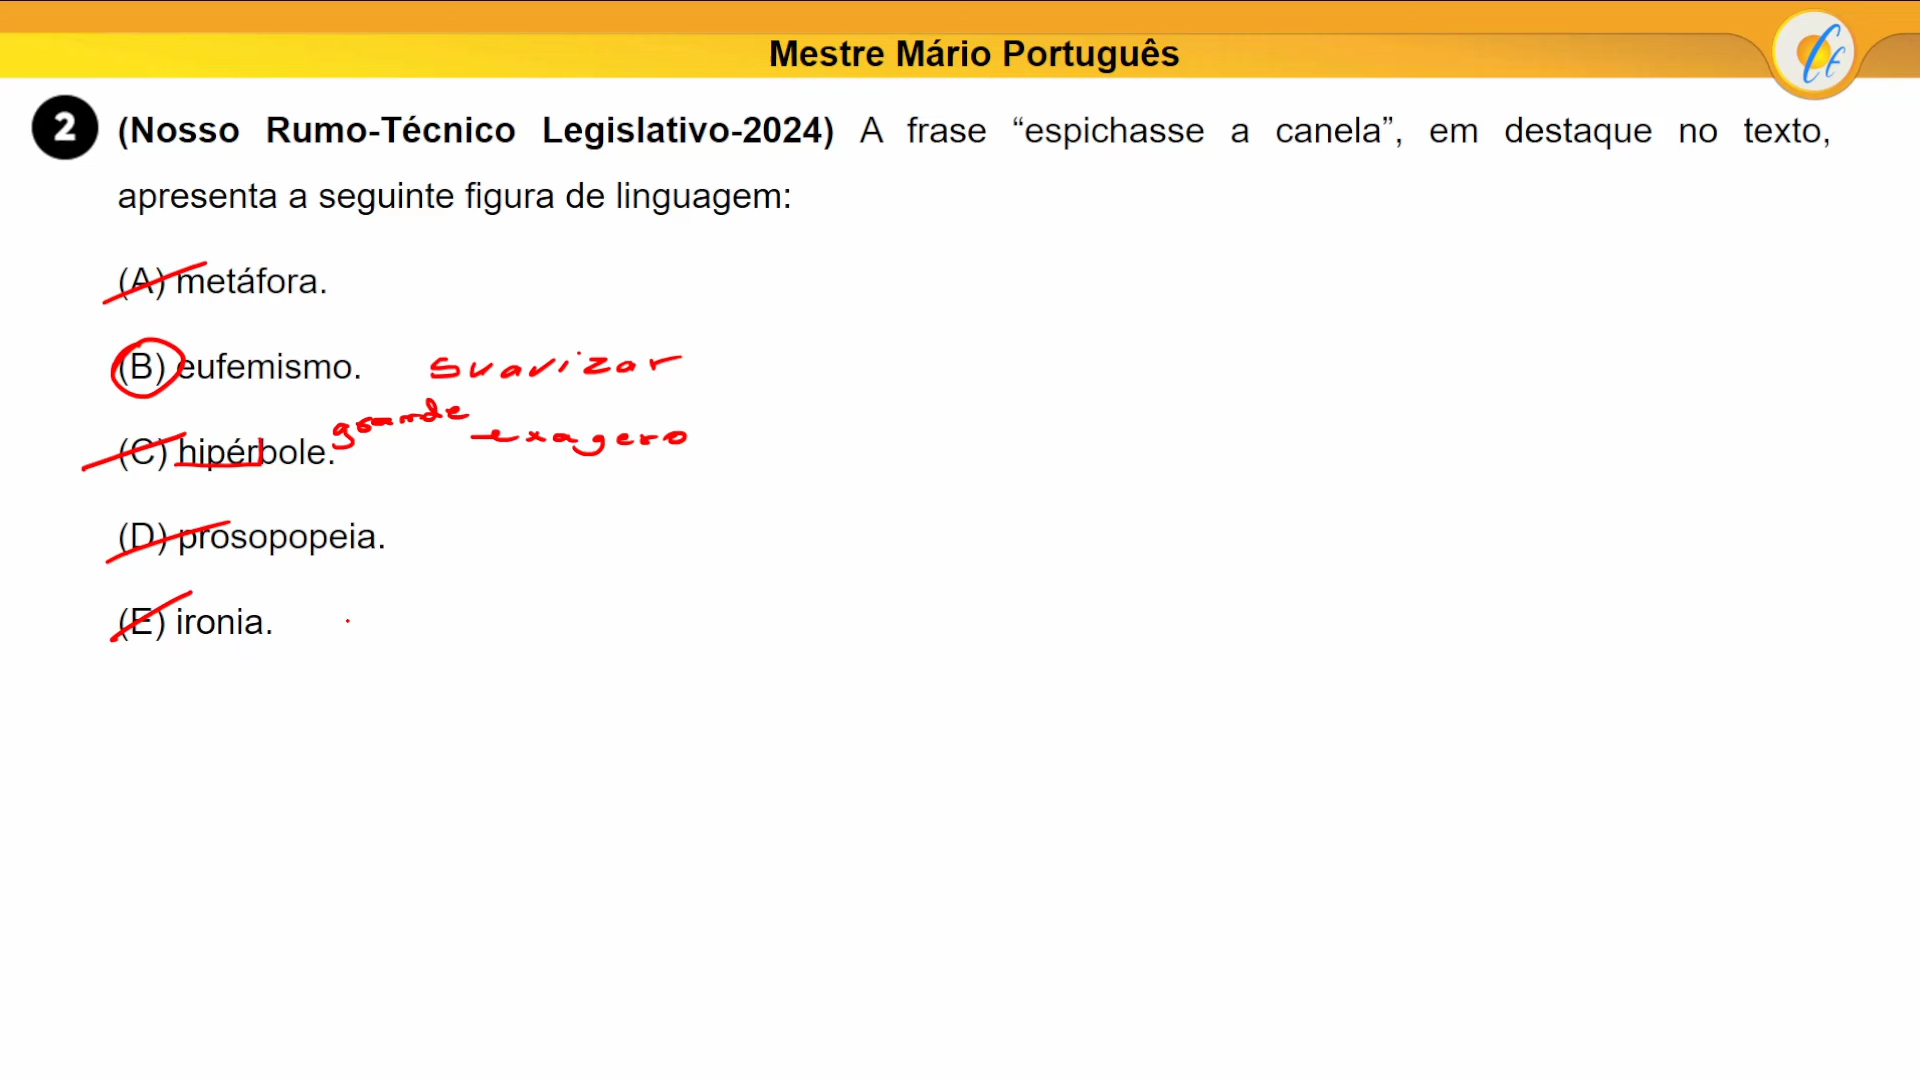 Mestre Mário Português
2 (Nosso Rumo-Técnico Legislativo-2024) A frase “espichasse a canela”, em destaque no texto,
apresenta a seguinte figura de linguagem:
(A) metáfora.
(B) eufemismo. suavizar
(C) hipérbole. grande exagero
(D) prosopopeia.
(E) ironia.